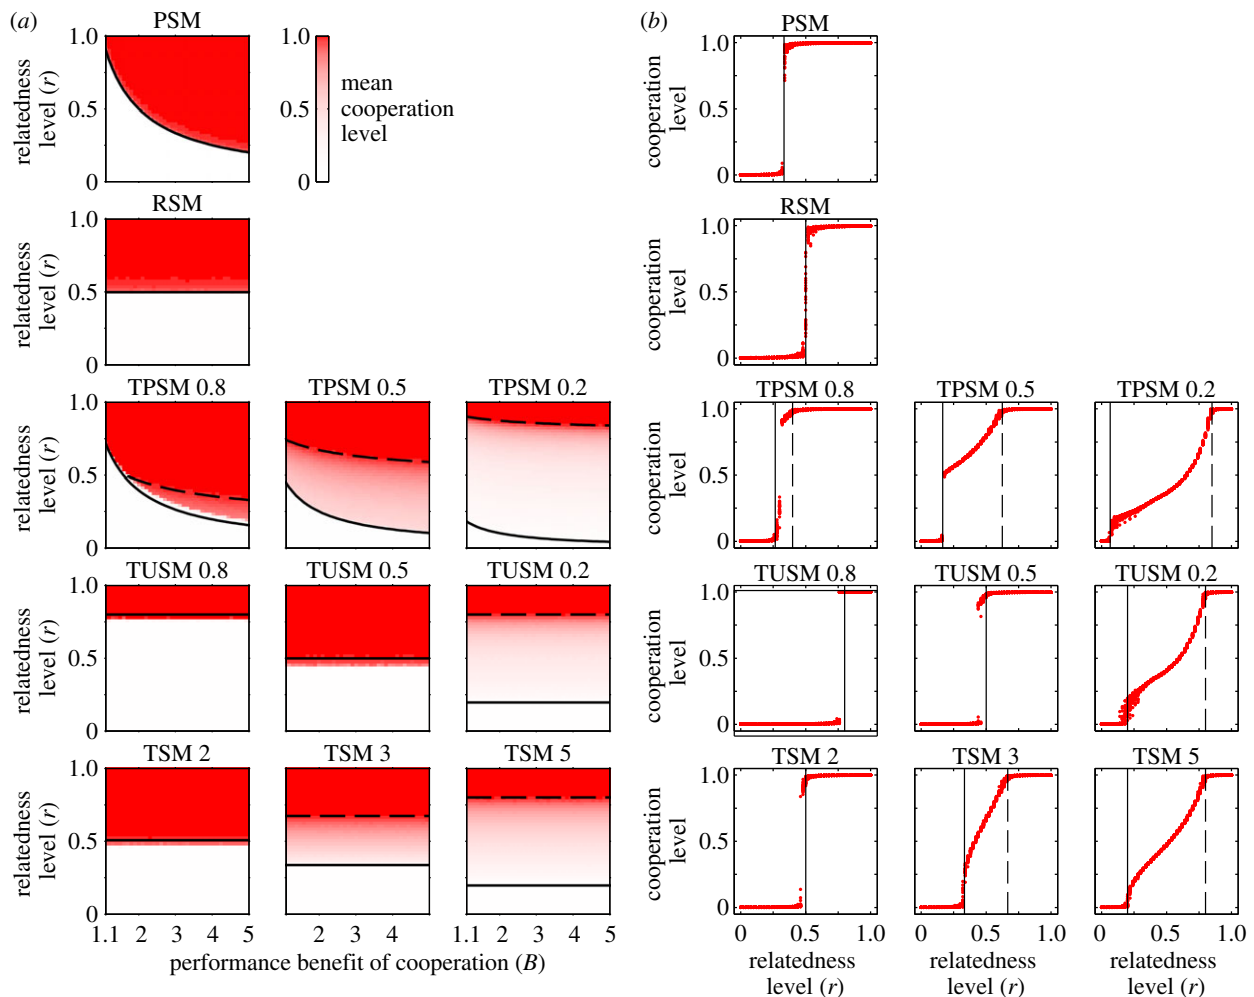 (a)
PSM
1.0
0.5
0
relatedness
level (r)
1.0
0.5
0
mean
cooperation
level
RSM
1.0
0.5
0
relatedness
level (r)
TPSM 0.8
TPSM 0.5
TPSM 0.2
1.0
0.5
0
relatedness
level (r)
TUSM 0.8
TUSM 0.5
TUSM 0.2
1.0
0.5
0
relatedness
level (r)
TSM 2
TSM 3
TSM 5
1.0
0.5
0
relatedness
level (r)
1.1 2 3 4 5
2 3 4
1.1 2 3 4 5
performance benefit of cooperation (B)
(b)
PSM
1.0
0.5
0
cooperation
level
RSM
1.0
0.5
0
cooperation
level
TPSM 0.8
TPSM 0.5
TPSM 0.2
1.0
0.5
0
cooperation
level
TUSM 0.8
TUSM 0.5
TUSM 0.2
1.0
0.5
0
cooperation
level
TSM 2
TSM 3
TSM 5
1.0
0.5
0
cooperation
level
0 0.5 1.0
0 0.5 1.0
0 0.5 1.0
relatedness
level (r)
relatedness
level (r)
relatedness
level (r)